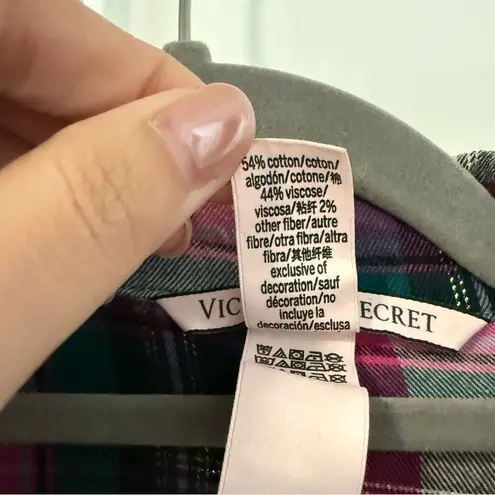 54% cotton/coton/
algodón/cotone/棉
44% viscose/
viscosa/粘纤 2%
other fiber/autre
fibre/otra fibra/altra
fibra/其他纤维
exclusive of
decoration/sauf
décoration/no
incluye la
decoración/esclusa
VIC ECRET